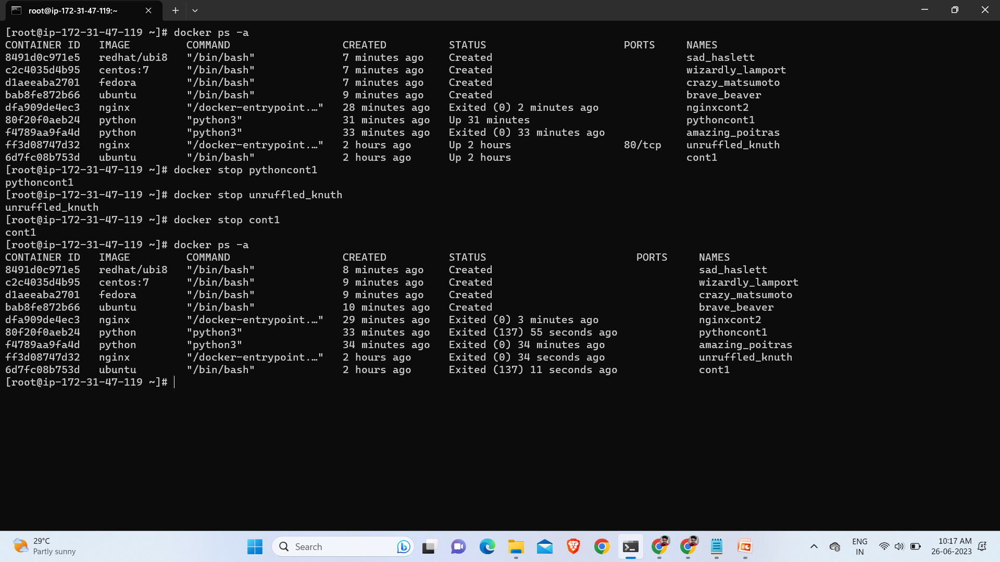 root@ip-172-31-47-119:~
[root@ip-172-31-47-119 ~]# docker ps -a
CONTAINER ID   IMAGE         COMMAND                  CREATED          STATUS                      PORTS     NAMES
8491d0c971e5   redhat/ubi8   "/bin/bash"              7 minutes ago    Created                               sad_haslett
c2c4035d4b95   centos:7      "/bin/bash"              7 minutes ago    Created                               wizardly_lamport
d1aeeaba2701   fedora        "/bin/bash"              7 minutes ago    Created                               crazy_matsumoto
bab8fe872b66   ubuntu        "/bin/bash"              9 minutes ago    Created                               brave_beaver
dfa909de4ec3   nginx         "/docker-entrypoint.…"   28 minutes ago   Exited (0) 2 minutes ago              nginxcont2
80f20f0aeb24   python        "python3"                31 minutes ago   Up 31 minutes                         pythoncont1
f4789aa9fa4d   python        "python3"                33 minutes ago   Exited (0) 33 minutes ago             amazing_poitras
ff3d08747d32   nginx         "/docker-entrypoint.…"   2 hours ago      Up 2 hours                  80/tcp    unruffled_knuth
6d7fc08b753d   ubuntu        "/bin/bash"              2 hours ago      Up 2 hours                            cont1
[root@ip-172-31-47-119 ~]# docker stop pythoncont1
pythoncont1
[root@ip-172-31-47-119 ~]# docker stop unruffled_knuth
unruffled_knuth
[root@ip-172-31-47-119 ~]# docker stop cont1
cont1
[root@ip-172-31-47-119 ~]# docker ps -a
CONTAINER ID   IMAGE         COMMAND                  CREATED          STATUS                        PORTS     NAMES
8491d0c971e5   redhat/ubi8   "/bin/bash"              8 minutes ago    Created                                 sad_haslett
c2c4035d4b95   centos:7      "/bin/bash"              9 minutes ago    Created                                 wizardly_lamport
d1aeeaba2701   fedora        "/bin/bash"              9 minutes ago    Created                                 crazy_matsumoto
bab8fe872b66   ubuntu        "/bin/bash"              10 minutes ago   Created                                 brave_beaver
dfa909de4ec3   nginx         "/docker-entrypoint.…"   29 minutes ago   Exited (0) 3 minutes ago                nginxcont2
80f20f0aeb24   python        "python3"                33 minutes ago   Exited (137) 55 seconds ago             pythoncont1
f4789aa9fa4d   python        "python3"                34 minutes ago   Exited (0) 34 minutes ago               amazing_poitras
ff3d08747d32   nginx         "/docker-entrypoint.…"   2 hours ago      Exited (0) 34 seconds ago               unruffled_knuth
6d7fc08b753d   ubuntu        "/bin/bash"              2 hours ago      Exited (137) 11 seconds ago             cont1
[root@ip-172-31-47-119 ~]#
29°C
Partly sunny
Search
ENG
IN
10:17 AM
26-06-2023